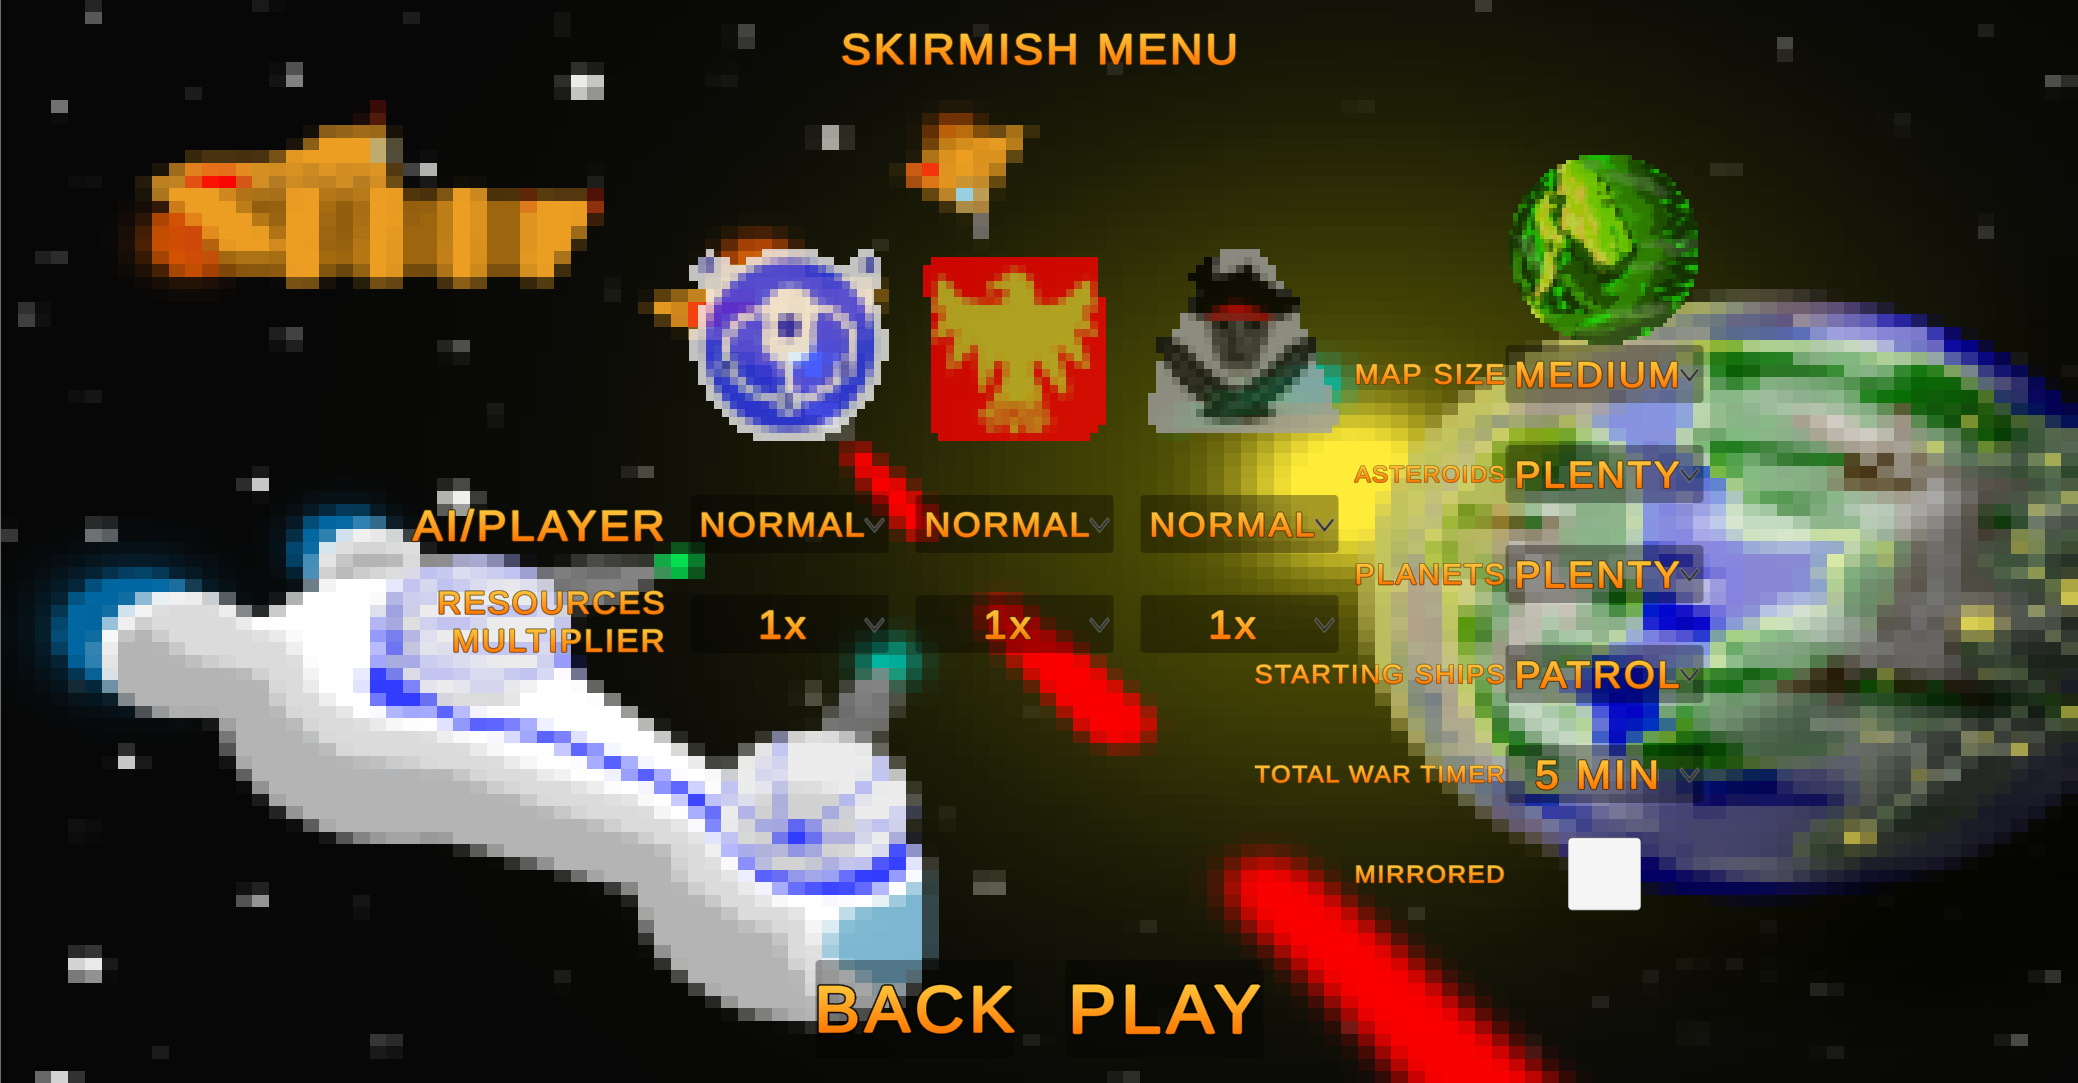 SKIRMISH MENU
MAP SIZE MEDIUM
ASTEROIDS PLENTY
AI/PLAYER NORMAL NORMAL NORMAL
PLANETS PLENTY
RESOURCES
MULTIPLIER 1x 1x 1x
STARTING SHIPS PATROL
TOTAL WAR TIMER 5 MIN
MIRRORED
BACK PLAY